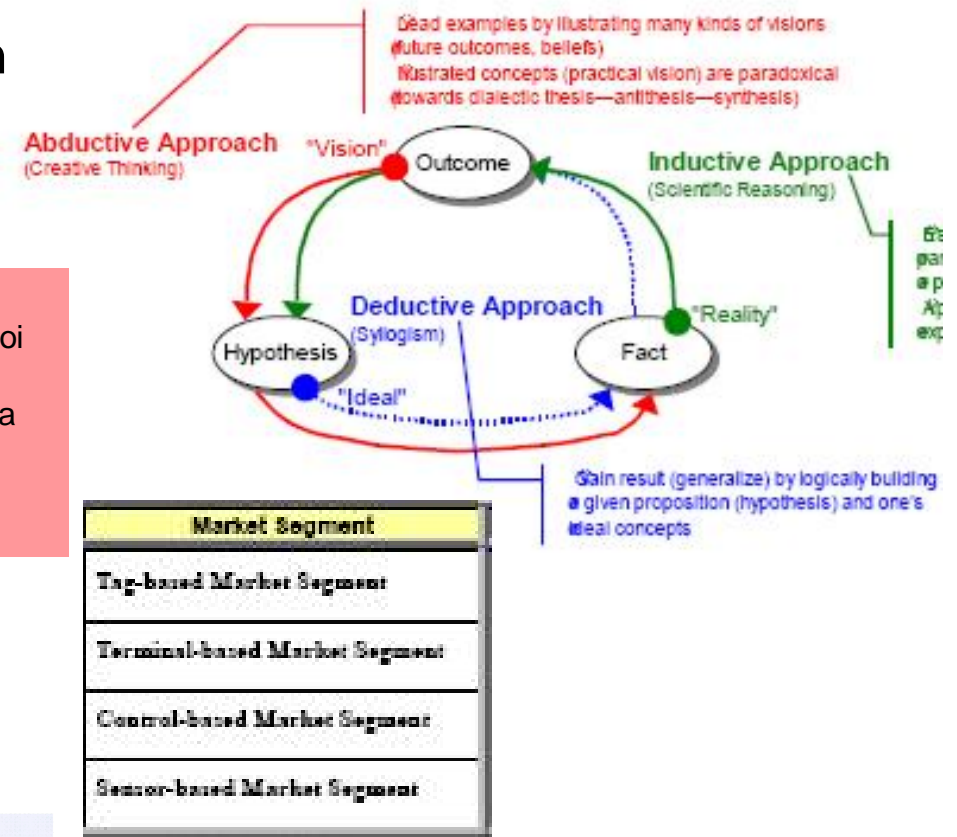 n
Lead examples by illustrating many kinds of visions
(future outcomes, beliefs)
Illustrated concepts (practical vision) are paradoxical
(towards dialectic thesis—antithesis—synthesis)
Abductive Approach
(Creative Thinking)
"Vision"
Outcome
Inductive Approach
(Scientific Reasoning)
oi
a
Deductive Approach
(Syllogism)
"Reality"
Hypothesis
Fact
"Ideal"
exp
Gain result (generalize) by logically building
a given proposition (hypothesis) and one's
ideal concepts
Market Segment
Tag-based Market Segment
Terminal-based Market Segment
Control-based Market Segment
Sensor-based Market Segment